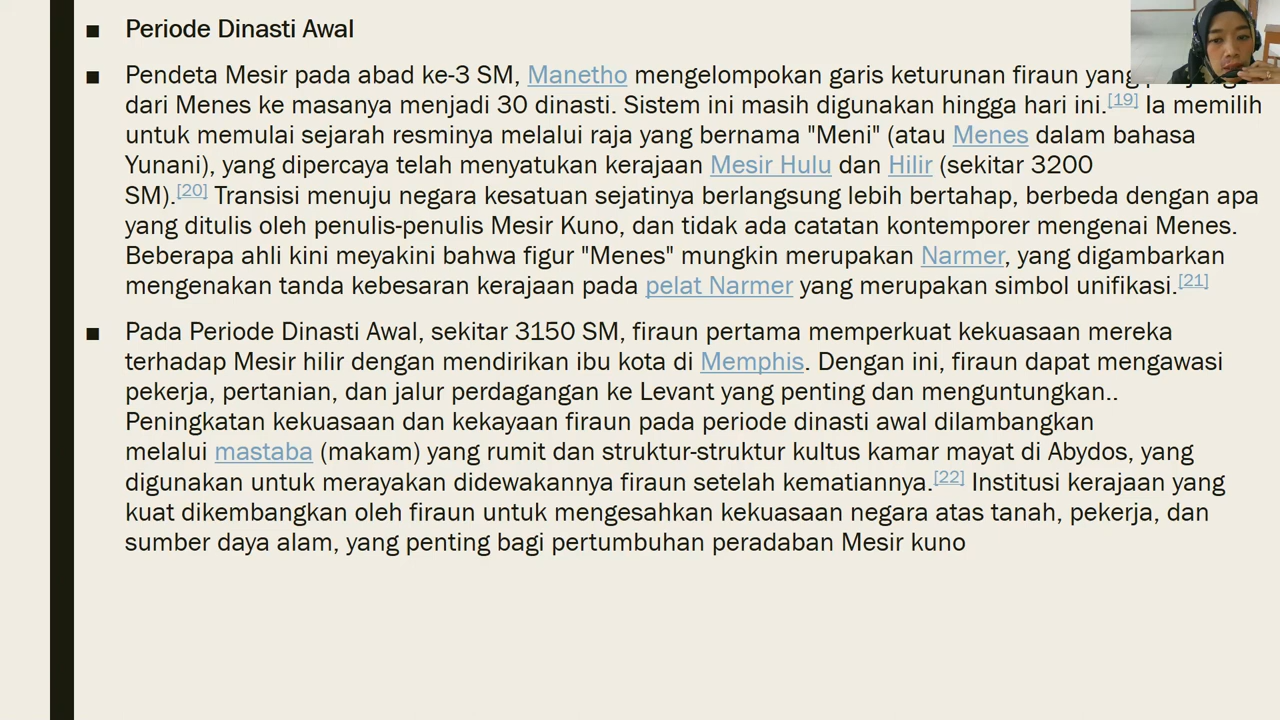 Periode Dinasti Awal
Pendeta Mesir pada abad ke-3 SM, Manetho mengelompokan garis keturunan firaun yang
dari Menes ke masanya menjadi 30 dinasti. Sistem ini masih digunakan hingga hari ini.[19] Ia memilih
untuk memulai sejarah resminya melalui raja yang bernama "Meni" (atau Menes dalam bahasa
Yunani), yang dipercaya telah menyatukan kerajaan Mesir Hulu dan Hilir (sekitar 3200
SM).[20] Transisi menuju negara kesatuan sejatinya berlangsung lebih bertahap, berbeda dengan apa
yang ditulis oleh penulis-penulis Mesir Kuno, dan tidak ada catatan kontemporer mengenai Menes.
Beberapa ahli kini meyakini bahwa figur "Menes" mungkin merupakan Narmer, yang digambarkan
mengenakan tanda kebesaran kerajaan pada pelat Narmer yang merupakan simbol unifikasi.[21]
Pada Periode Dinasti Awal, sekitar 3150 SM, firaun pertama memperkuat kekuasaan mereka
terhadap Mesir hilir dengan mendirikan ibu kota di Memphis. Dengan ini, firaun dapat mengawasi
pekerja, pertanian, dan jalur perdagangan ke Levant yang penting dan menguntungkan..
Peningkatan kekuasaan dan kekayaan firaun pada periode dinasti awal dilambangkan
melalui mastaba (makam) yang rumit dan struktur-struktur kultus kamar mayat di Abydos, yang
digunakan untuk merayakan didewakannya firaun setelah kematiannya.[22] Institusi kerajaan yang
kuat dikembangkan oleh firaun untuk mengesahkan kekuasaan negara atas tanah, pekerja, dan
sumber daya alam, yang penting bagi pertumbuhan peradaban Mesir kuno